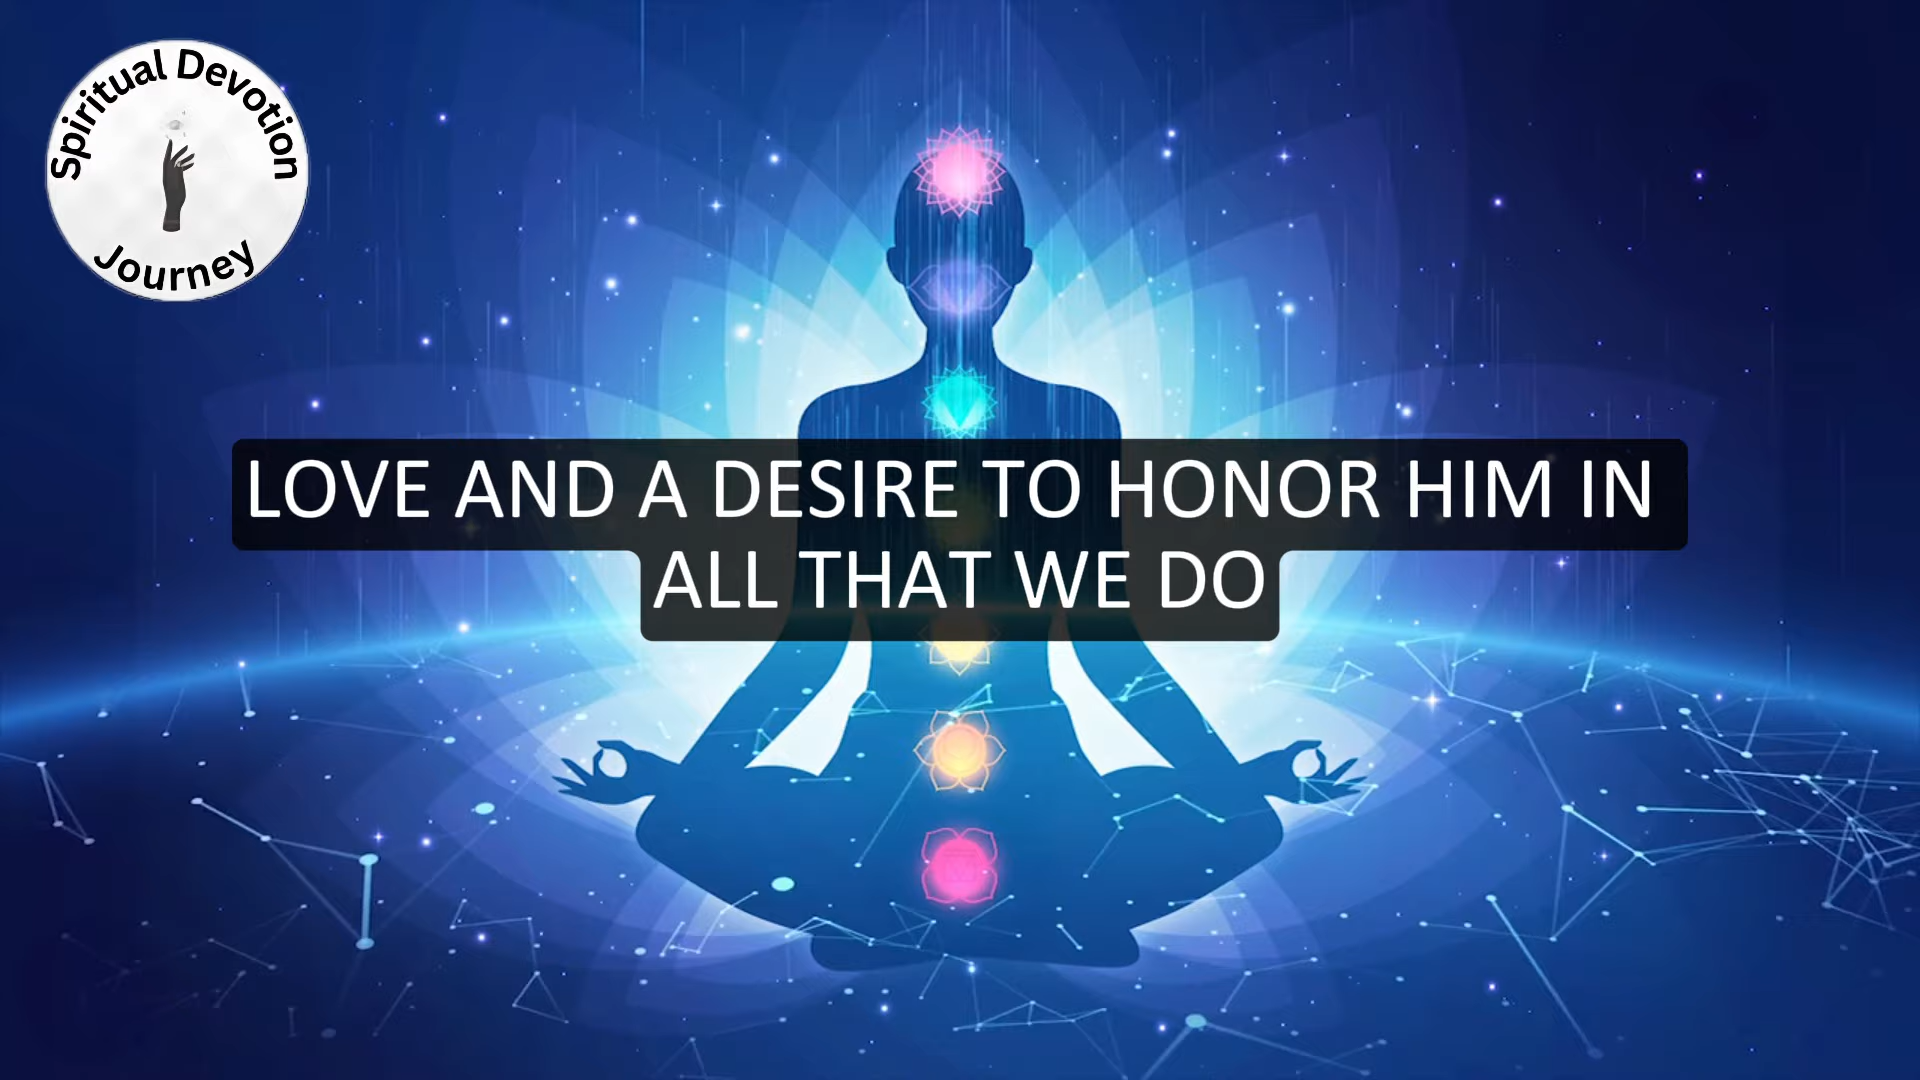 Spiritual Devotion
Journey
LOVE AND A DESIRE TO HONOR HIM IN
ALL THAT WE DO